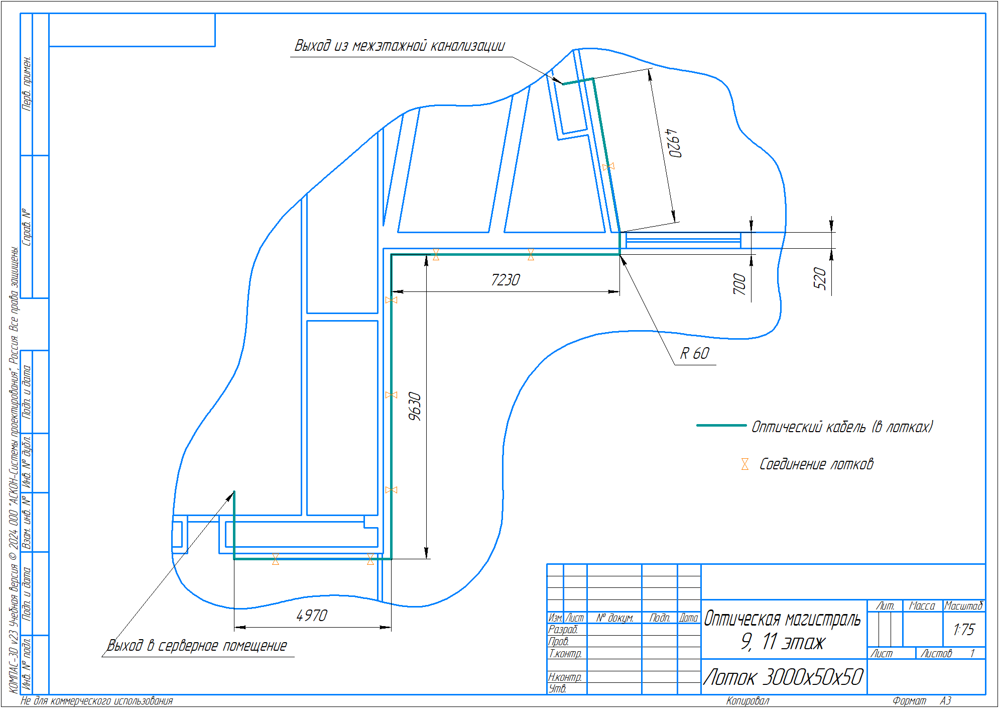 Выход из межэтажной канализации
4920
7230
700
520
R 60
9630
Оптический кабель (в лотках)
Соединение лотков
4970
Выход в серверное помещение
Перв. примен.
Справ. №
Подп. и дата
Инв. № дубл.
Взам. инв. №
Подп. и дата
Инв. № подл.
КОМПАС-3D v23 Учебная версия © 2024 ООО "АСКОН-Системы проектирования", Россия. Все права защищены.
Изм. Лист № докум. Подп. Дата
Разраб.
Пров.
Т.контр.
Н.контр.
Утв.
Оптическая магистраль
9, 11 этаж
Лоток 3000х50х50
Лит. Масса Масштаб
1:75
Лист Листов 1
Не для коммерческого использования
Копировал
Формат А3